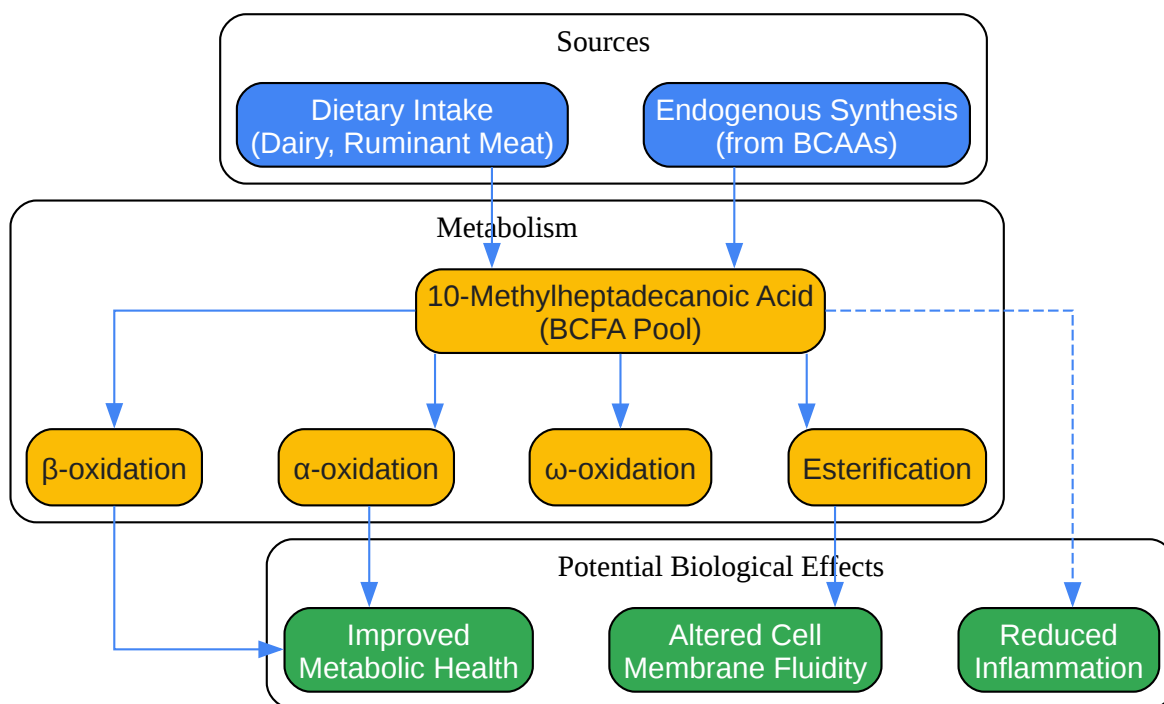 Sources
Dietary Intake
(Dairy, Ruminant Meat)
Endogenous Synthesis
(from BCAAs)
Metabolism
10-Methylheptadecanoic Acid
(BCFA Pool)
β-oxidation
α-oxidation
ω-oxidation
Esterification
Potential Biological Effects
Improved
Metabolic Health
Altered Cell
Membrane Fluidity
Reduced
Inflammation